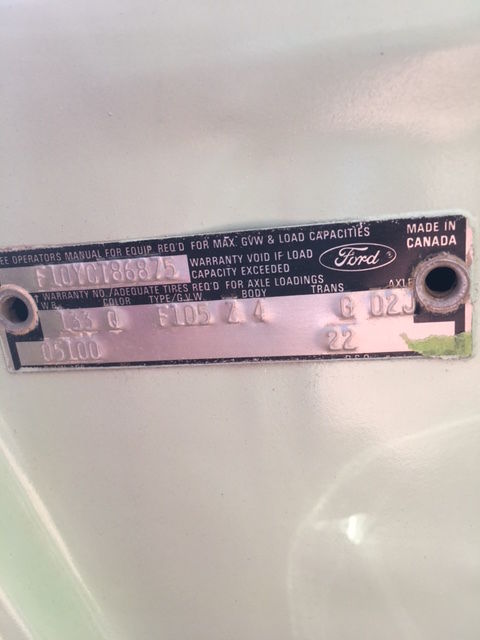 SEE OPERATORS MANUAL FOR EQUIP. REQ'D FOR MAX. GVW & LOAD CAPACITIES
MADE IN CANADA
F10YCT86875
WARRANTY VOID IF LOAD CAPACITY EXCEEDED
Ford
WARRANTY NO./ADEQUATE TIRES REQ'D FOR AXLE LOADINGS
W.B. COLOR TYPE/G.V.W. BODY TRANS AXLE
133 Q F105 Z 4 G 02J
05100 22